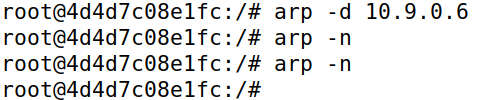 root@4d4d7c08e1fc:/# arp -d 10.9.0.6
root@4d4d7c08e1fc:/# arp -n
root@4d4d7c08e1fc:/# arp -n
root@4d4d7c08e1fc:/#